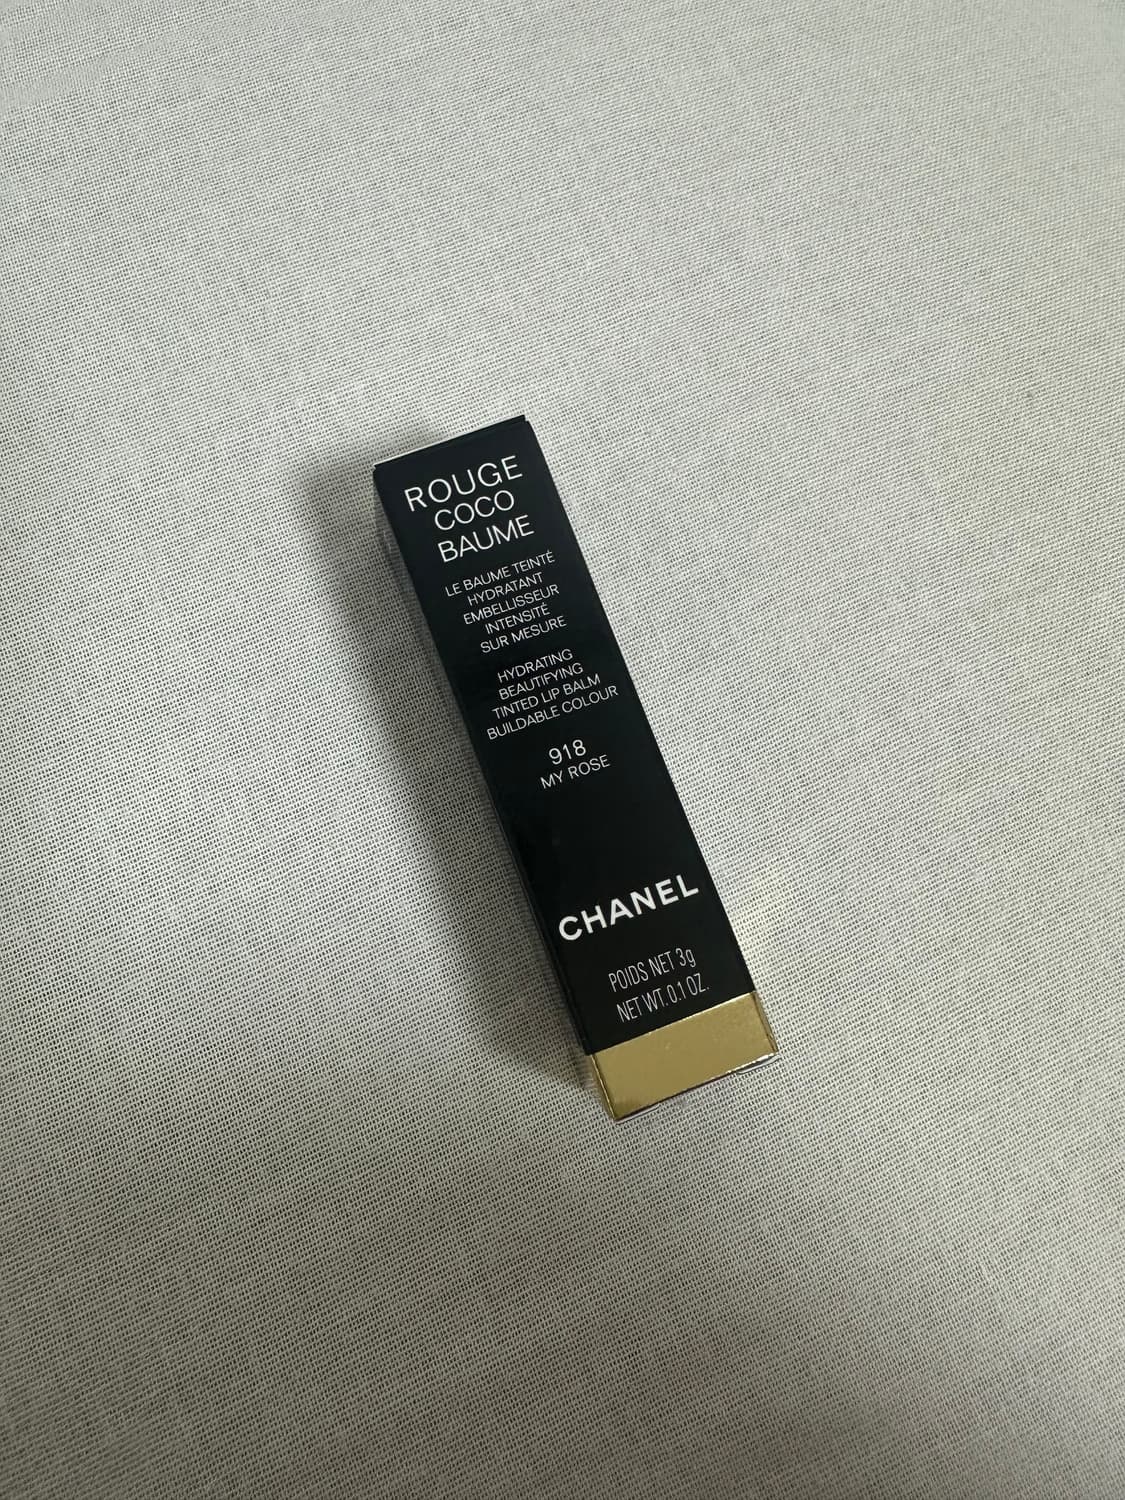 ROUGE
COCO
BAUME
LE BAUME TEINTÉ
HYDRATANT
EMBELLISSEUR
INTENSITÉ
SUR MESURE
HYDRATING
BEAUTIFYING
TINTED LIP BALM
BUILDABLE COLOUR
918
MY ROSE
CHANEL
POIDS NET 3g
NET WT. 0.1 OZ.